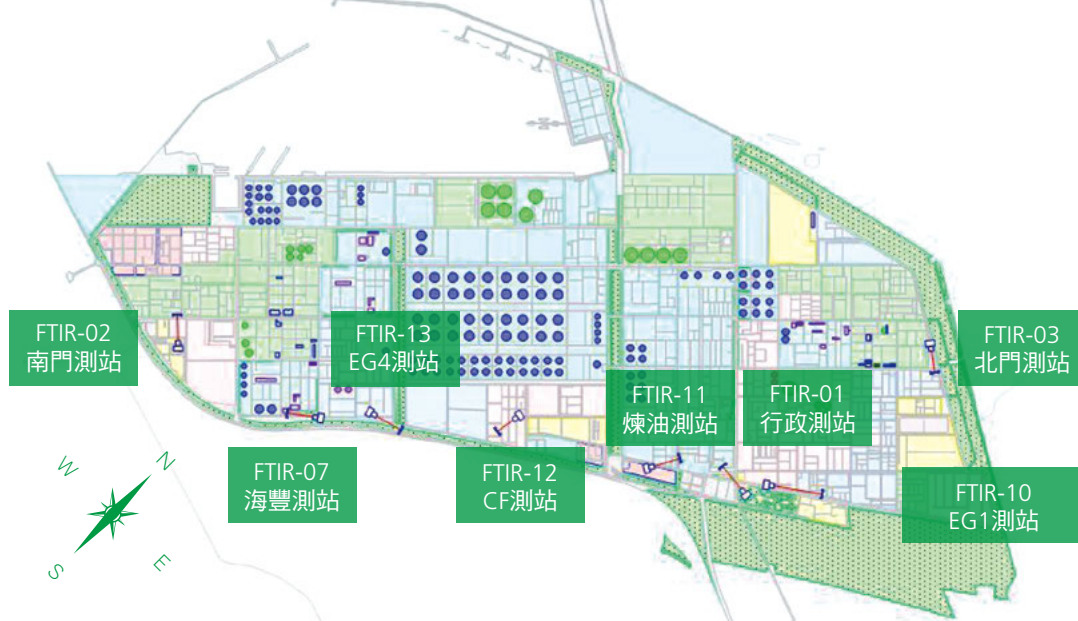 FTIR-02
南門測站
FTIR-13
EG4測站
FTIR-03
北門測站
FTIR-11
煉油測站
FTIR-01
行政測站
FTIR-07
海豐測站
FTIR-12
CF測站
FTIR-10
EG1測站
W
N
S
E